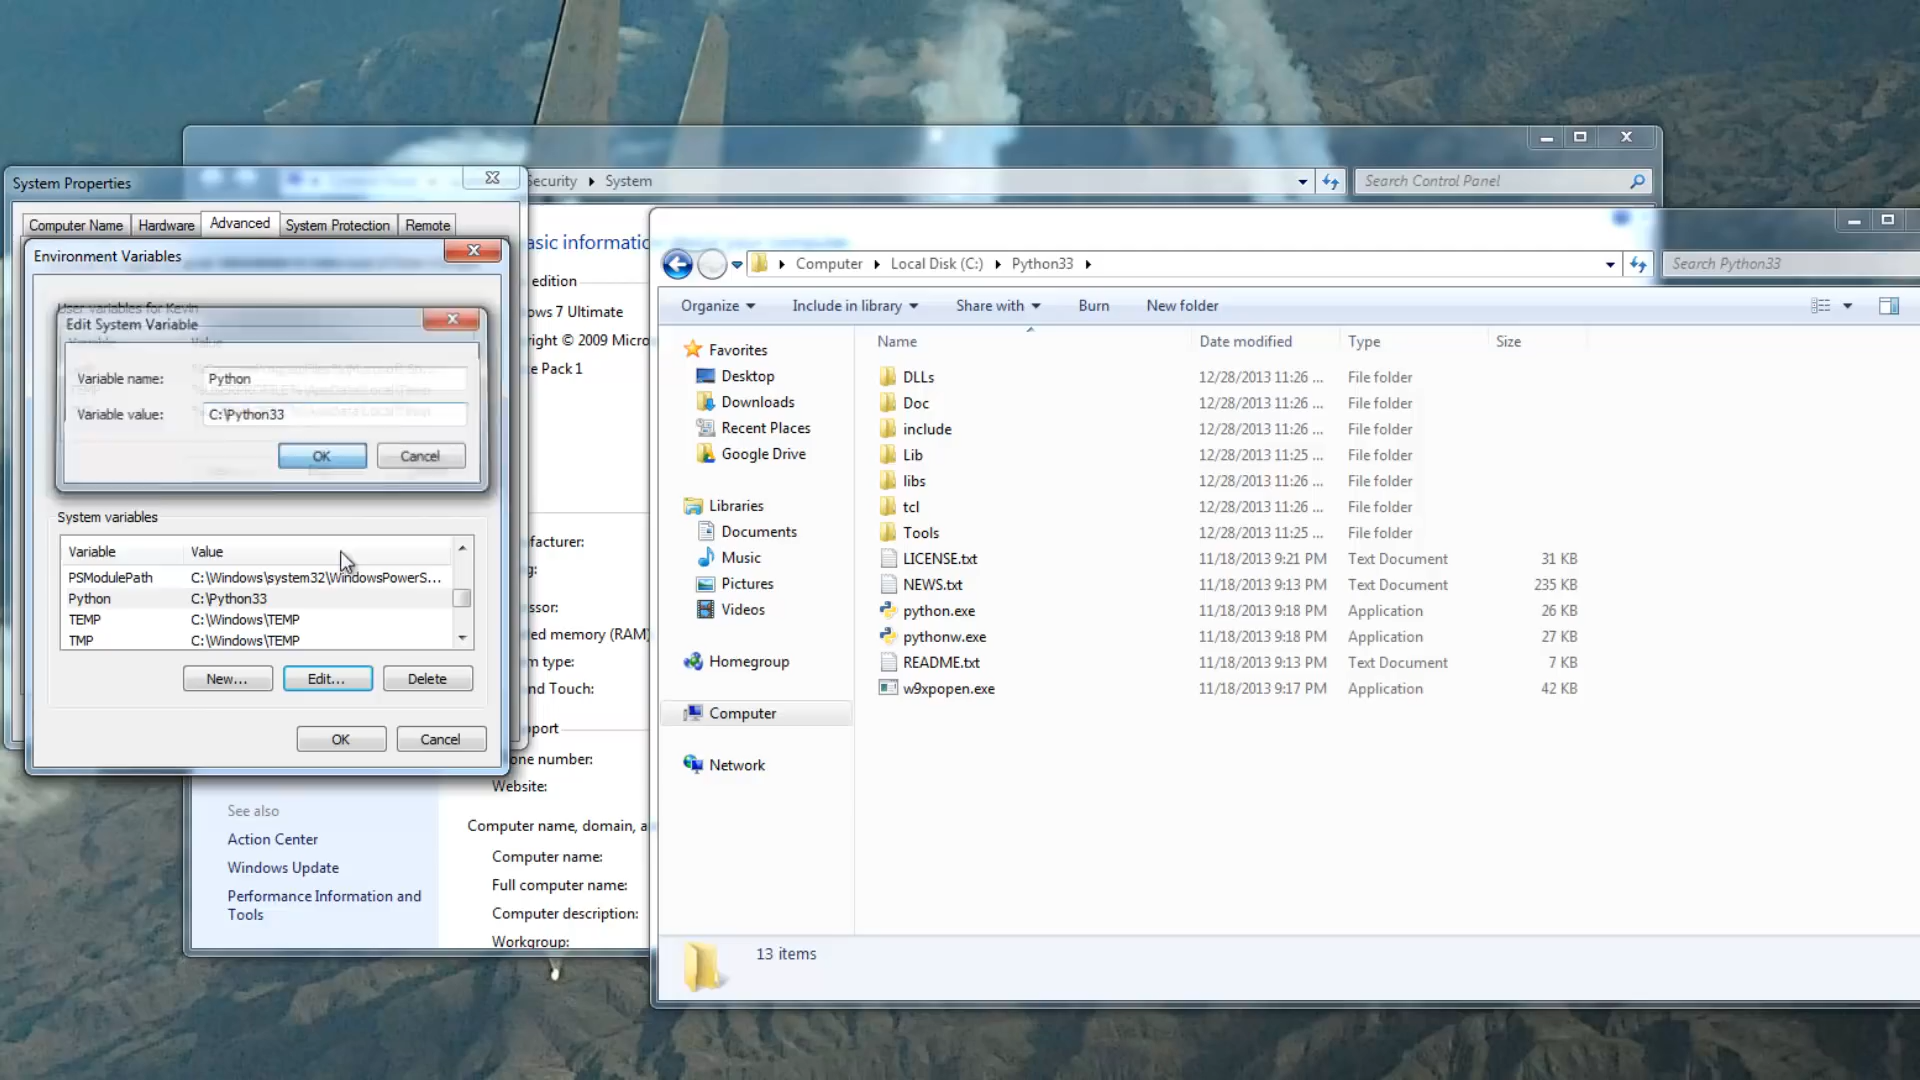 System Properties
Computer Name
Hardware
Advanced
System Protection
Remote
Environment Variables
User variables for Kevin
Edit System Variable
Variable name:
Python
Variable value:
C:\Python33
OK
Cancel
System variables
Variable Value
PSModulePath C:\Windows\system32\WindowsPowerS...
Python C:\Python33
TEMP C:\Windows\TEMP
TMP C:\Windows\TEMP
New...
Edit...
Delete
OK
Cancel
See also
Action Center
Windows Update
Performance Information and
Tools
ecurity
System
Search Control Panel
asic informatio
edition
ows 7 Ultimate
right © 2009 Micro
e Pack 1
facturer:
ssor:
ed memory (RAM)
m type:
nd Touch:
port
one number:
Website:
Computer name, domain, a
Computer name:
Full computer name:
Computer description:
Workgroup:
Computer
Local Disk (C:)
Python33
Search Python33
Organize
Include in library
Share with
Burn
New folder
Favorites
Desktop
Downloads
Recent Places
Google Drive
Libraries
Documents
Music
Pictures
Videos
Homegroup
Computer
Network
Name Date modified Type Size
DLLs 12/28/2013 11:26 ... File folder
Doc 12/28/2013 11:26 ... File folder
include 12/28/2013 11:26 ... File folder
Lib 12/28/2013 11:25 ... File folder
libs 12/28/2013 11:26 ... File folder
tcl 12/28/2013 11:26 ... File folder
Tools 12/28/2013 11:25 ... File folder
LICENSE.txt 11/18/2013 9:21 PM Text Document 31 KB
NEWS.txt 11/18/2013 9:13 PM Text Document 235 KB
python.exe 11/18/2013 9:18 PM Application 26 KB
pythonw.exe 11/18/2013 9:18 PM Application 27 KB
README.txt 11/18/2013 9:13 PM Text Document 7 KB
w9xpopen.exe 11/18/2013 9:17 PM Application 42 KB
13 items